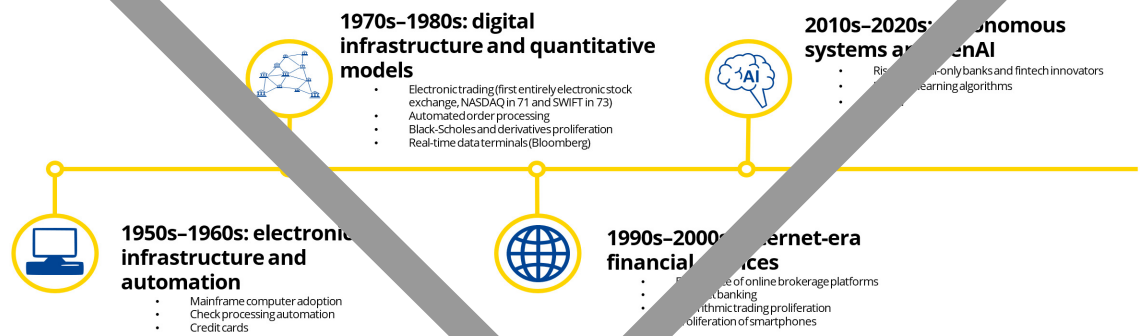 1970s–1980s: digital
infrastructure and quantitative
models
• Electronic trading (first entirely electronic stock
exchange, NASDAQ in 71 and SWIFT in 73)
• Automated order processing
• Black-Scholes and derivatives proliferation
• Real-time data terminals (Bloomberg)
2010s–2020s:
systems
AI
• -only banks and fintech innovators
• learning algorithms
•
1950s–1960s: electronic
infrastructure and
automation
• Mainframe computer adoption
• Check processing automation
• Credit cards
1990s–2000s
financial
• of online brokerage platforms
• banking
• trading proliferation
of smartphones